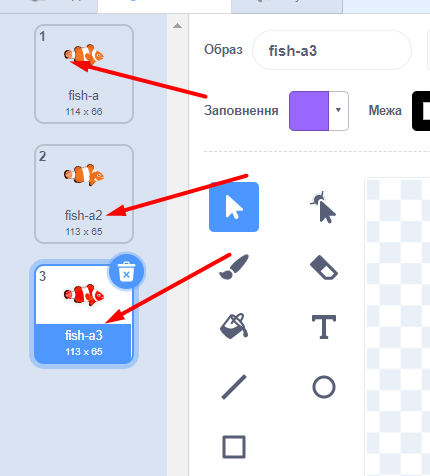 1
fish-a
114 x 66
2
fish-a2
113 x 65
3
fish-a3
113 x 65
Образ fish-a3
Заповнення Межа
T